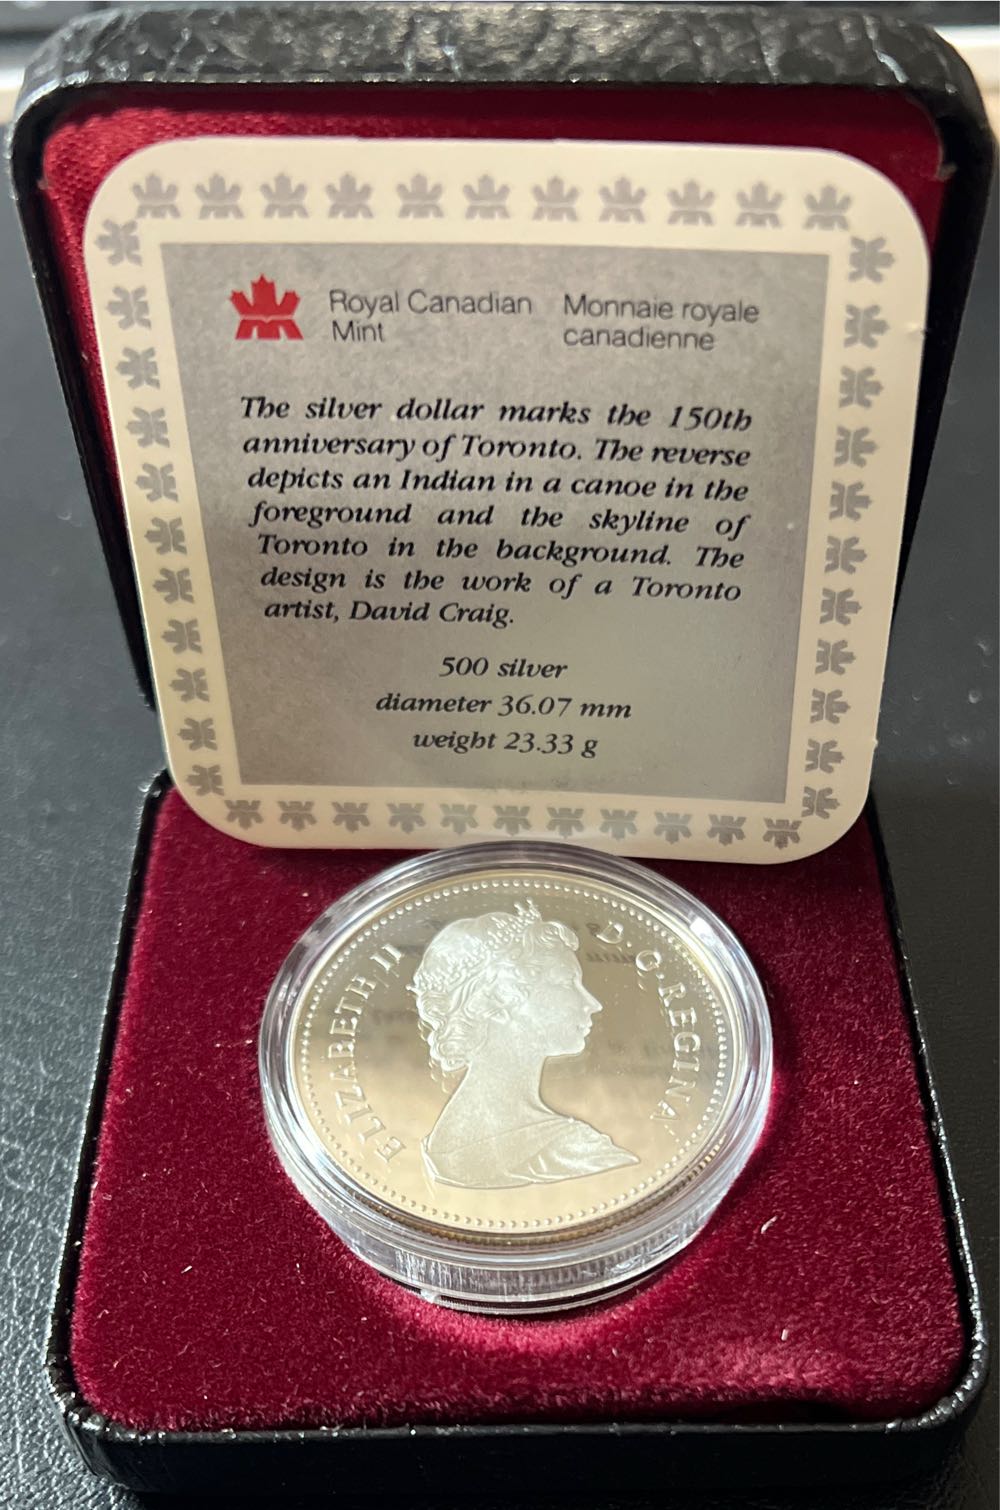 Royal Canadian Monnaie royale
Mint canadienne
The silver dollar marks the 150th
anniversary of Toronto. The reverse
depicts an Indian in a canoe in the
foreground and the skyline of
Toronto in the background. The
design is the work of a Toronto
artist, David Craig.
500 silver
diameter 36.07 mm
weight 23.33 g
ELIZABETH II D.G.REGINA